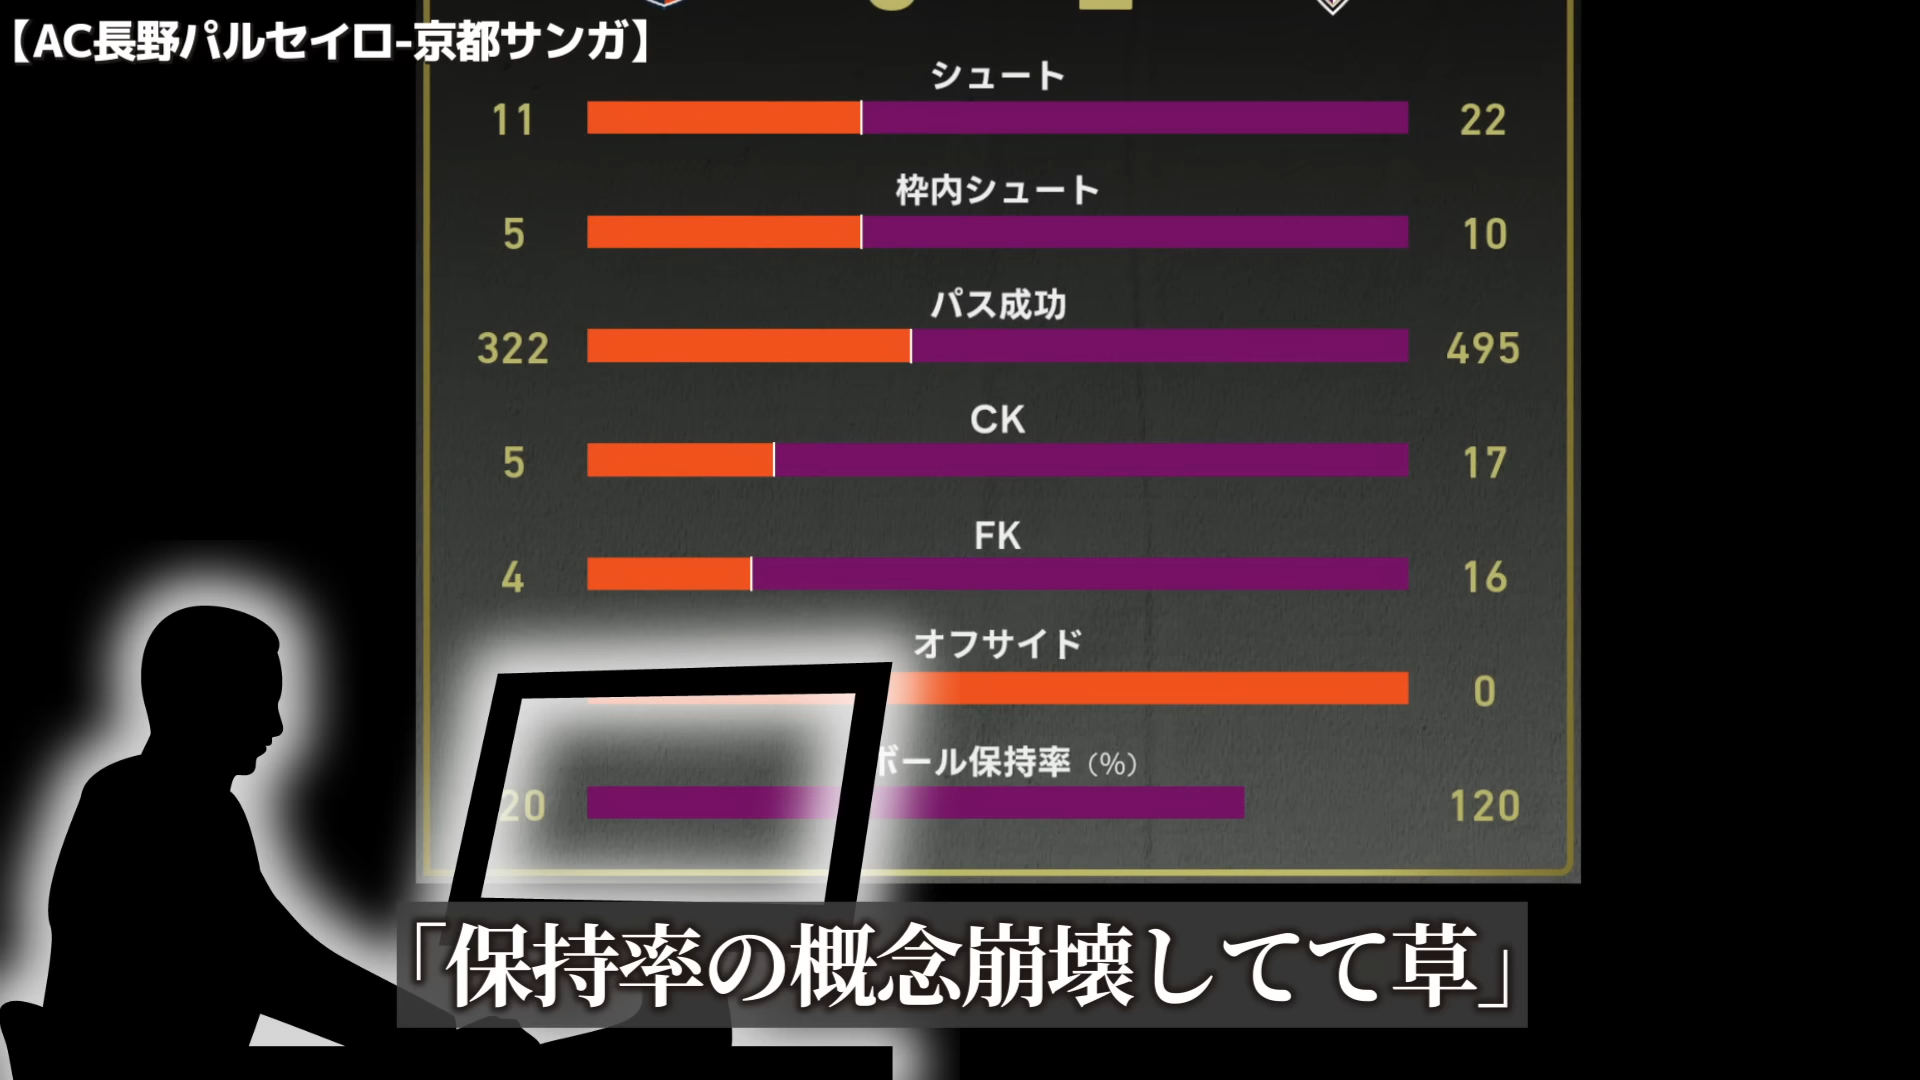 【AC長野パルセイロ-京都サンガ】
シュート
11 22
枠内シュート
5 10
パス成功
322 495
CK
5 17
FK
4 16
オフサイド
0
ボール保持率(%)
20 120
「保持率の概念崩壊してて草」